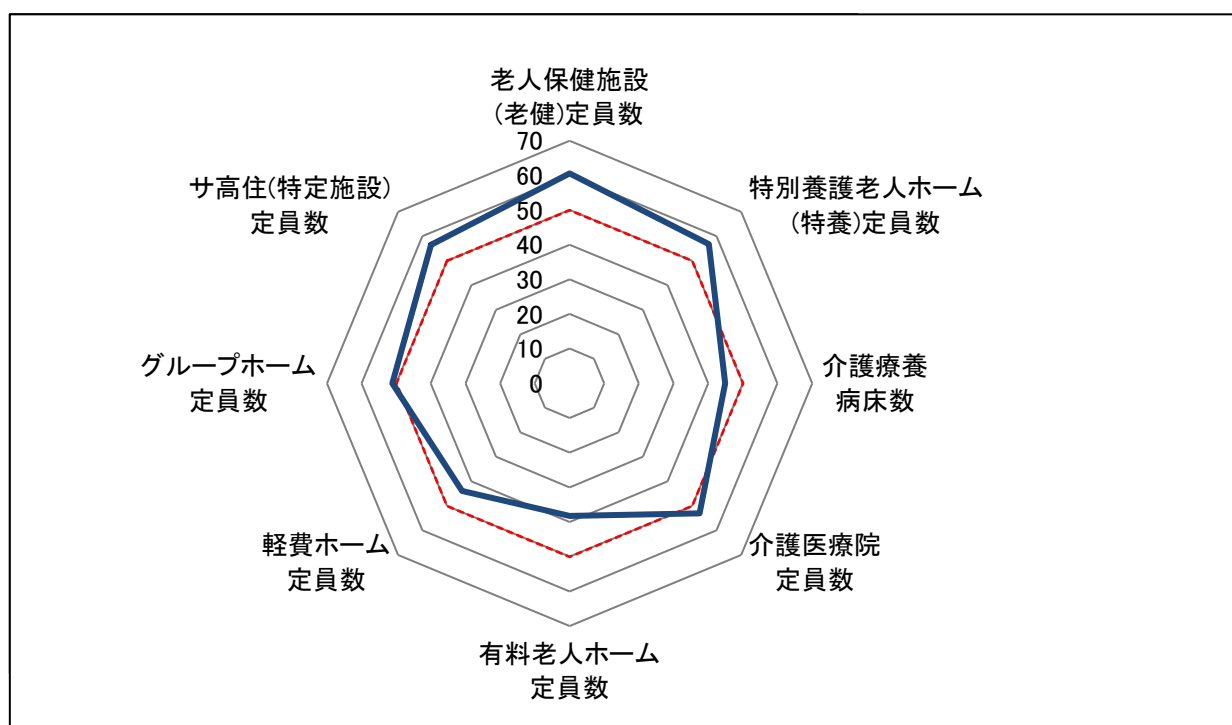 老人保健施設
(老健)定員数
特別養護老人ホーム
(特養)定員数
介護療養
病床数
介護医療院
定員数
有料老人ホーム
定員数
軽費ホーム
定員数
グループホーム
定員数
サ高住(特定施設)
定員数
70
60
50
40
30
20
10
0